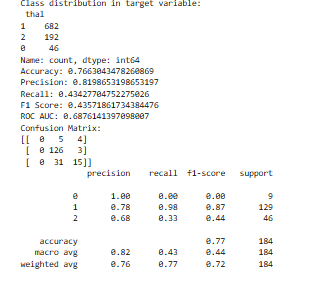 Class distribution in target variable:
thal
1 682
2 192
0 46
Name: count, dtype: int64
Accuracy: 0.7663043478260869
Precision: 0.8198653198653197
Recall: 0.43427704752275026
F1 Score: 0.43571861734384476
ROC AUC: 0.6876141397098007
Confusion Matrix:
[[ 0 5 4]
[ 0 126 3]
[ 0 31 15]]
precision recall f1-score support
0 1.00 0.00 0.00 9
1 0.78 0.98 0.87 129
2 0.68 0.33 0.44 46
accuracy 0.77 184
macro avg 0.82 0.43 0.44 184
weighted avg 0.76 0.77 0.72 184